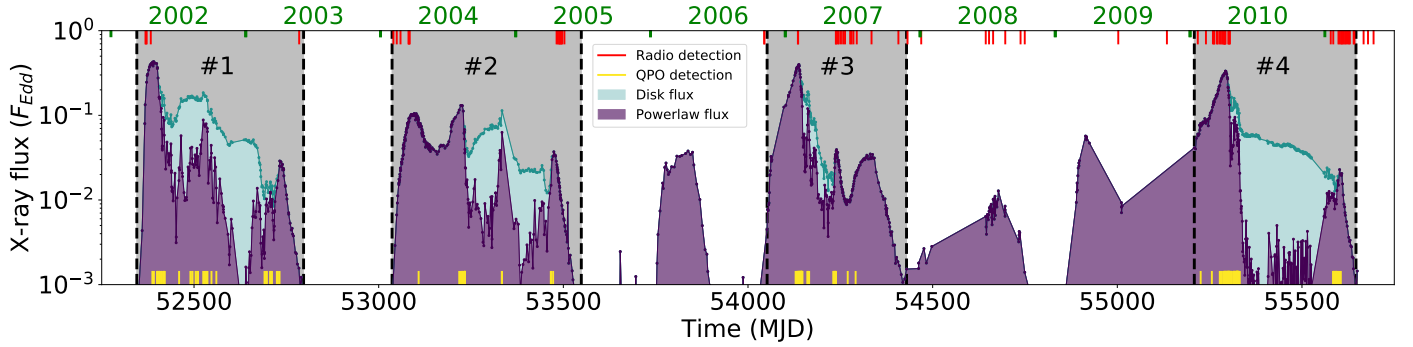 2002 2003 2004 2005 2006 2007 2008 2009 2010
10^0
10^-1
10^-2
10^-3
X-ray flux (F_Edd)
#1 #2 #3 #4
Radio detection
QPO detection
Disk flux
Powerlaw flux
52500 53000 53500 54000 54500 55000 55500
Time (MJD)